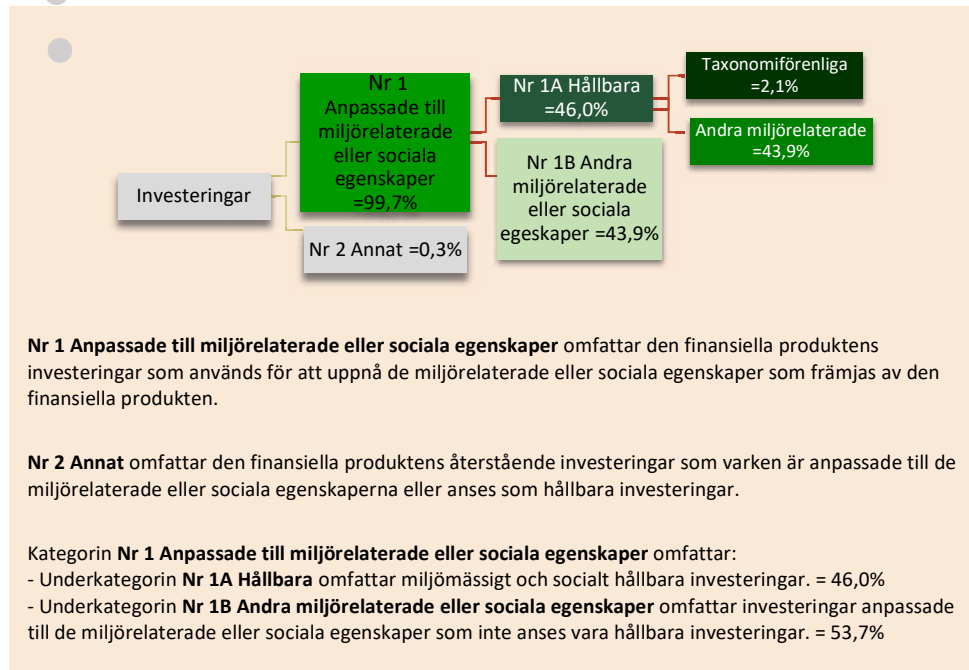 Investeringar
Nr 1
Anpassade till
miljörelaterade
eller sociala
egenskaper
=99,7%
Nr 2 Annat =0,3%
Nr 1A Hållbara
=46,0%
Nr 1B Andra
miljörelaterade
eller sociala
egeskaper =43,9%
Taxonomiförenliga
=2,1%
Andra miljörelaterade
=43,9%
Nr 1 Anpassade till miljörelaterade eller sociala egenskaper omfattar den finansiella produktens
investeringar som används för att uppnå de miljörelaterade eller sociala egenskaper som främjas av den
finansiella produkten.
Nr 2 Annat omfattar den finansiella produktens återstående investeringar som varken är anpassade till de
miljörelaterade eller sociala egenskaperna eller anses som hållbara investeringar.
Kategorin Nr 1 Anpassade till miljörelaterade eller sociala egenskaper omfattar:
- Underkategorin Nr 1A Hållbara omfattar miljömässigt och socialt hållbara investeringar. = 46,0%
- Underkategorin Nr 1B Andra miljörelaterade eller sociala egenskaper omfattar investeringar anpassade
till de miljörelaterade eller sociala egenskaper som inte anses vara hållbara investeringar. = 53,7%